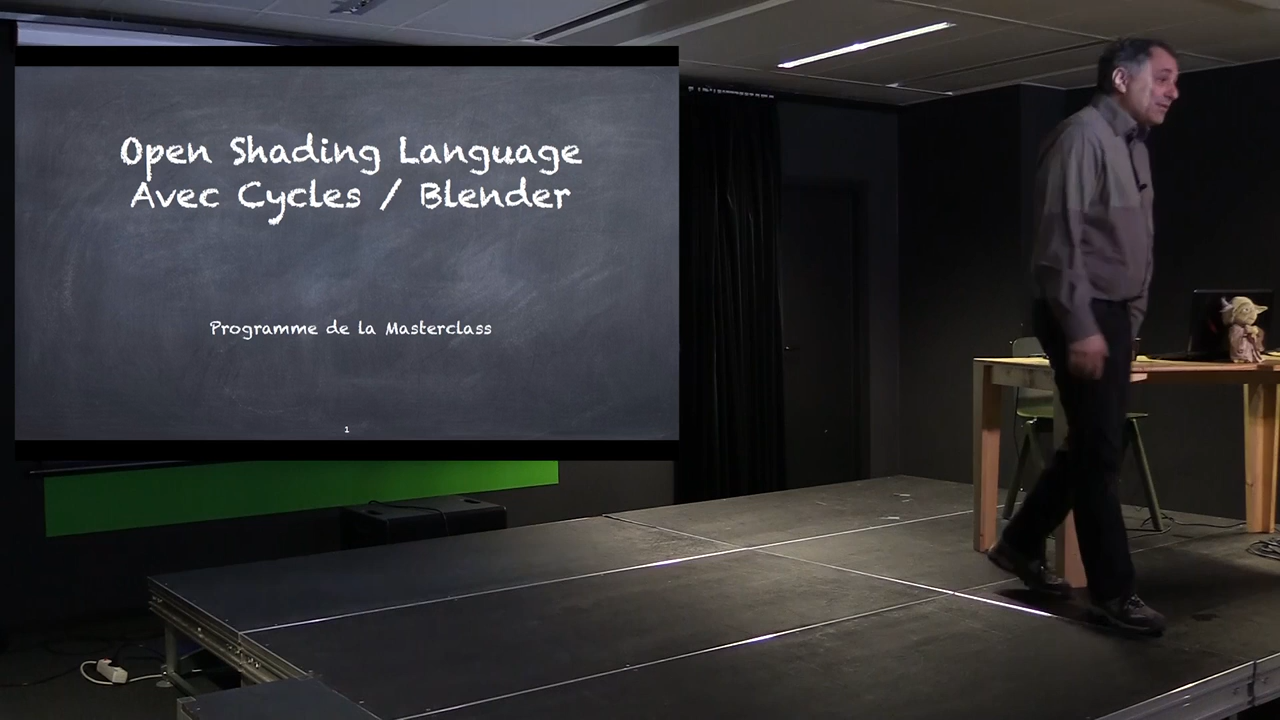 Open Shading Language
Avec Cycles / Blender
Programme de la Masterclass
1